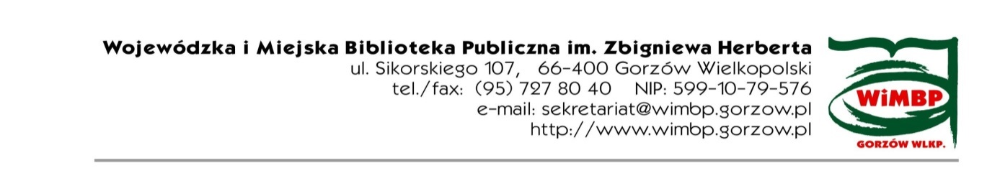 Wojewódzka i Miejska Biblioteka Publiczna im. Zbigniewa Herberta
ul. Sikorskiego 107, 66-400 Gorzów Wielkopolski
tel./fax: (95) 727 80 40 NIP: 599-10-79-576
e-mail: sekretariat@wimbp.gorzow.pl
http://www.wimbp.gorzow.pl
WiMBP
GORZÓW WLKP.